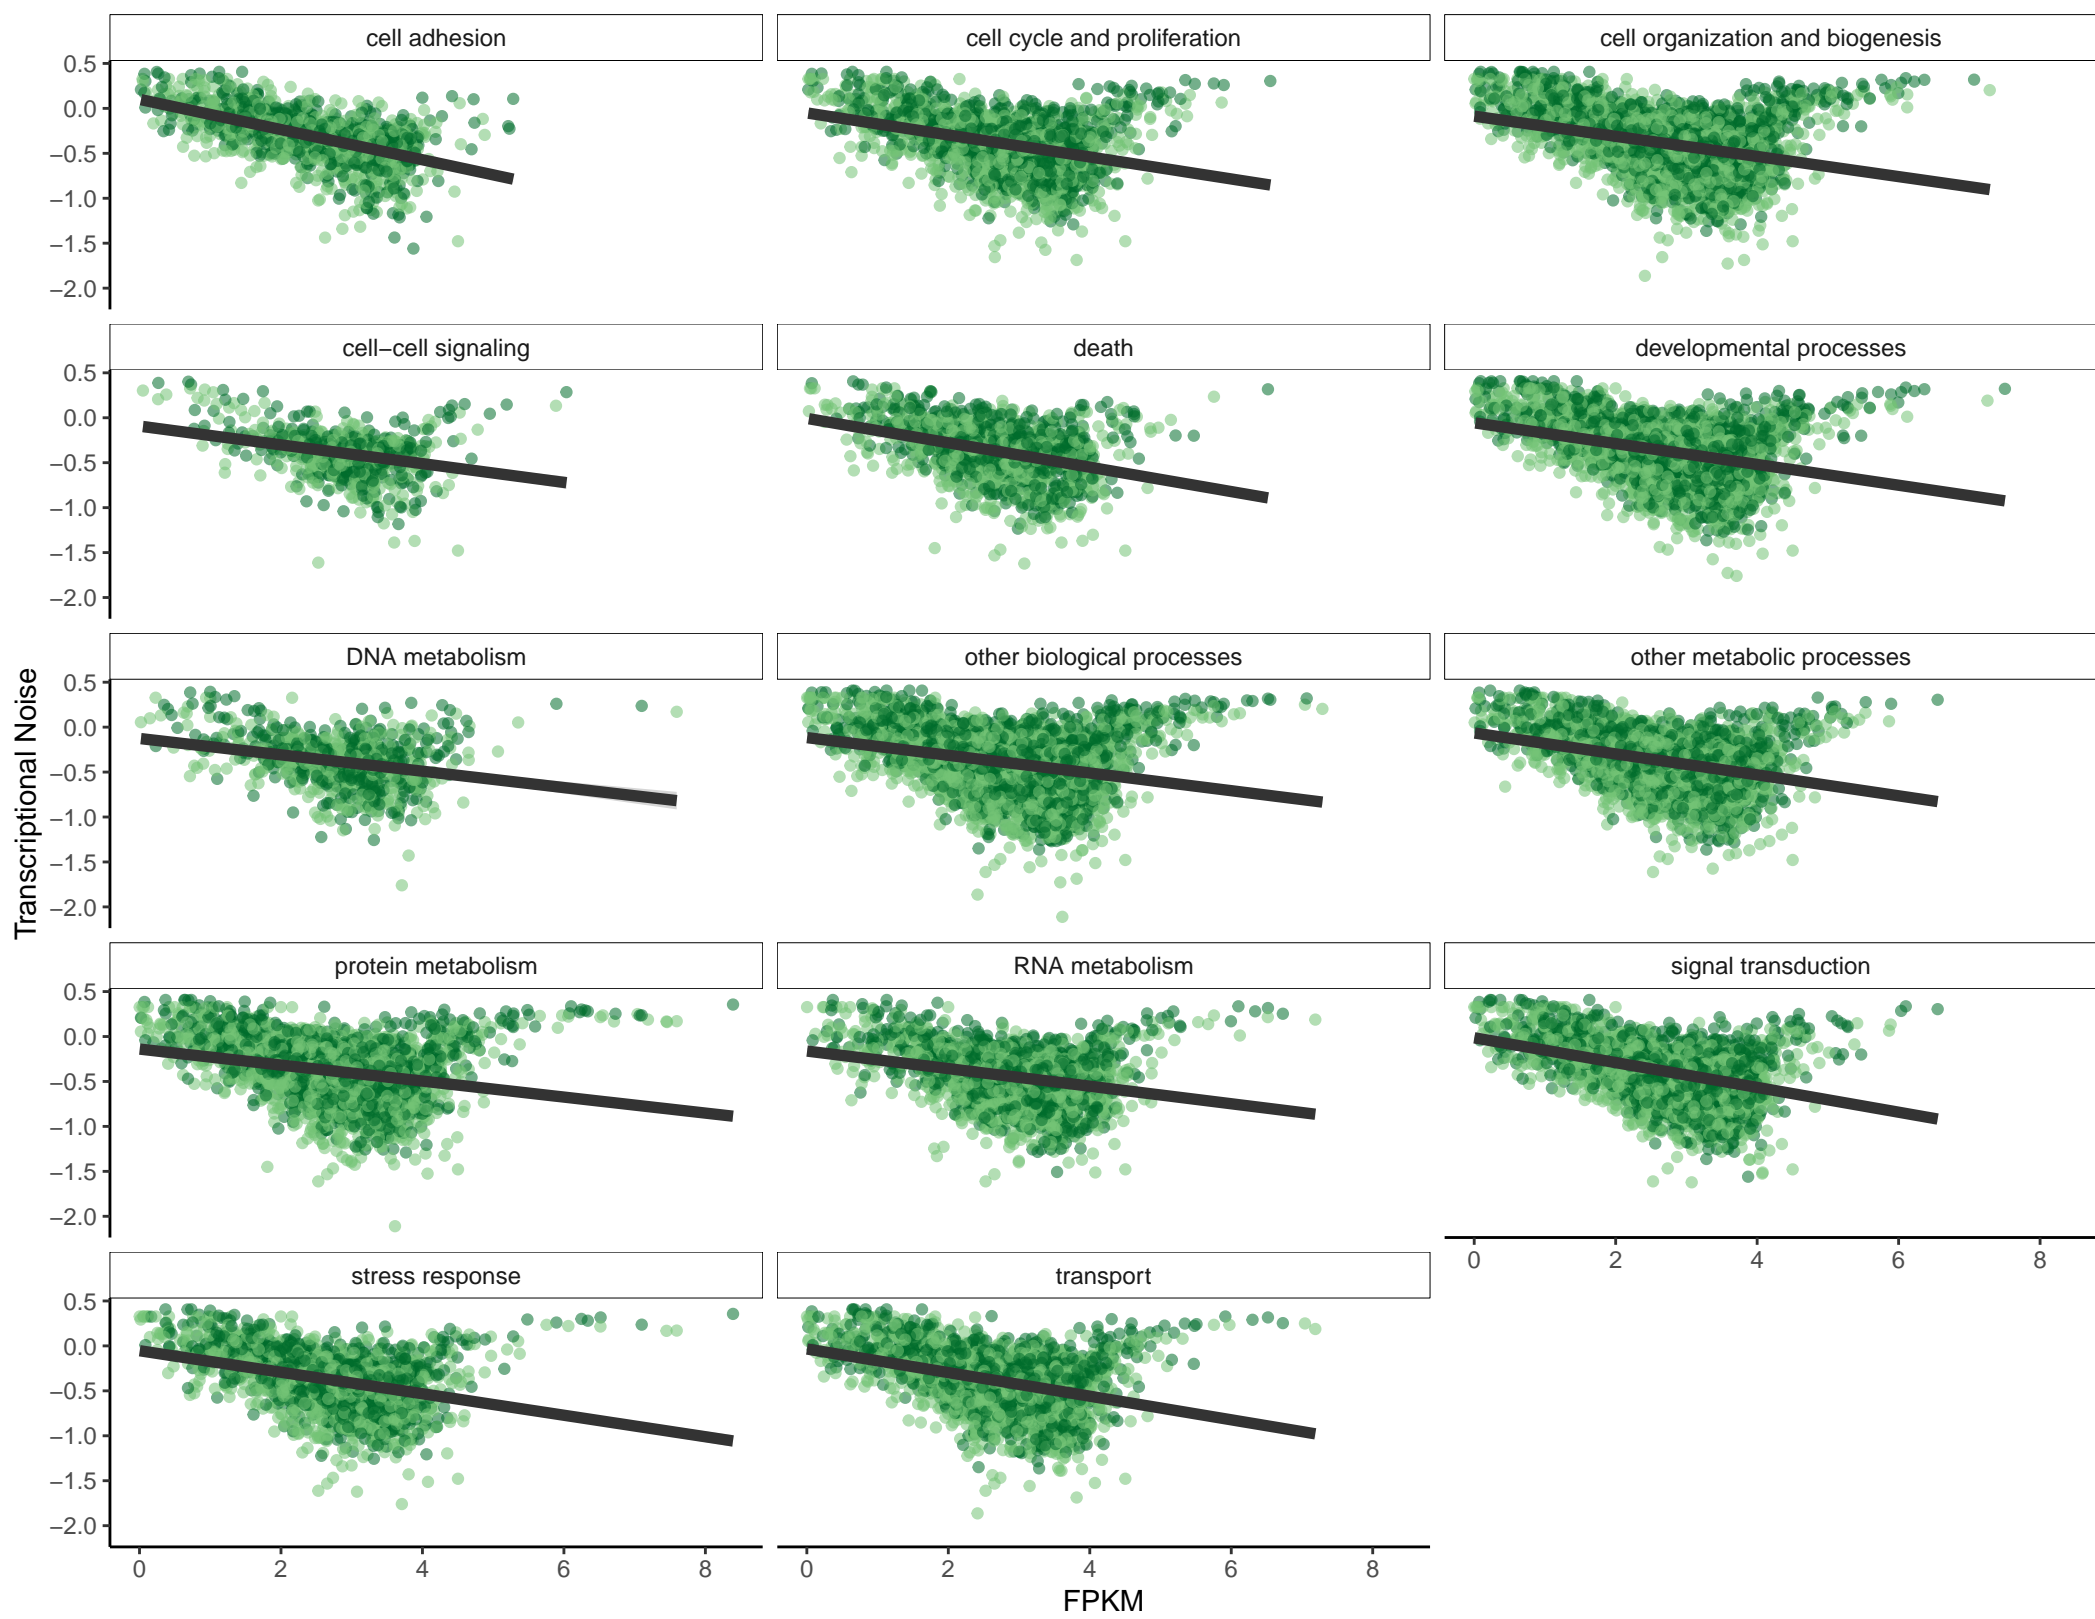 cell adhesion
cell cycle and proliferation
cell organization and biogenesis
0.5
0.0
−0.5
−1.0
−1.5
−2.0
cell−cell signaling
death
developmental processes
0.5
0.0
−0.5
−1.0
−1.5
−2.0
DNA metabolism
other biological processes
other metabolic processes
0.5
0.0
−0.5
−1.0
−1.5
−2.0
Transcriptional Noise
protein metabolism
RNA metabolism
signal transduction
0.5
0.0
−0.5
−1.0
−1.5
−2.0
0 2 4 6 8
stress response
transport
0.5
0.0
−0.5
−1.0
−1.5
−2.0
0 2 4 6 8
0 2 4 6 8
FPKM